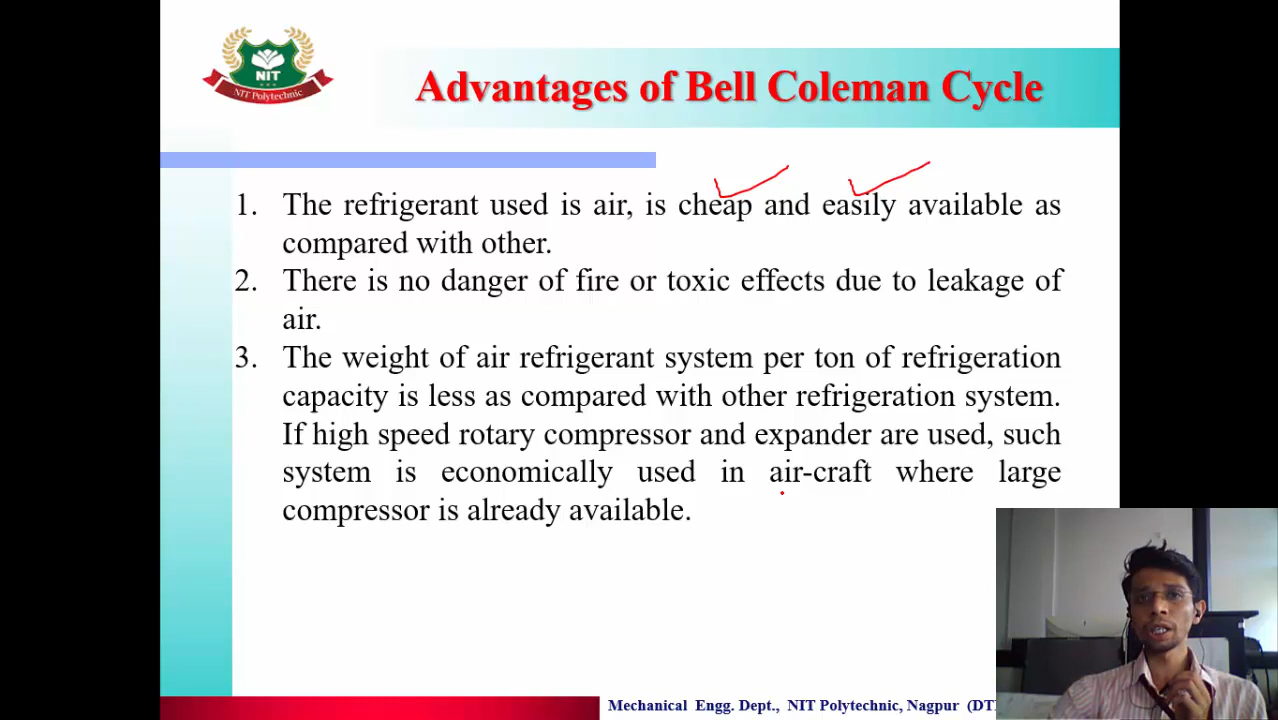 NIT
NIT Polytechnic
Advantages of Bell Coleman Cycle
1. The refrigerant used is air, is cheap and easily available as
compared with other.
2. There is no danger of fire or toxic effects due to leakage of
air.
3. The weight of air refrigerant system per ton of refrigeration
capacity is less as compared with other refrigeration system.
If high speed rotary compressor and expander are used, such
system is economically used in air-craft where large
compressor is already available.
Mechanical Engg. Dept., NIT Polytechnic, Nagpur